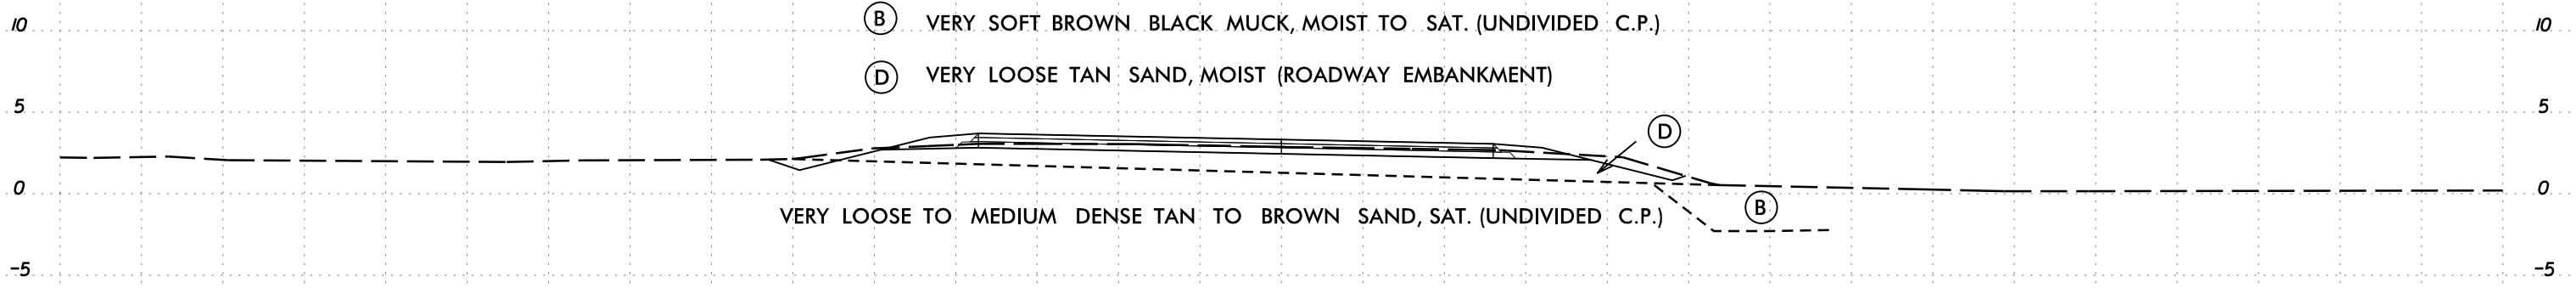 10 B VERY SOFT BROWN BLACK MUCK, MOIST TO SAT. (UNDIVIDED C.P.) 10
D VERY LOOSE TAN SAND, MOIST (ROADWAY EMBANKMENT)
5 5
D
0 0
B
VERY LOOSE TO MEDIUM DENSE TAN TO BROWN SAND, SAT. (UNDIVIDED C.P.)
-5 -5